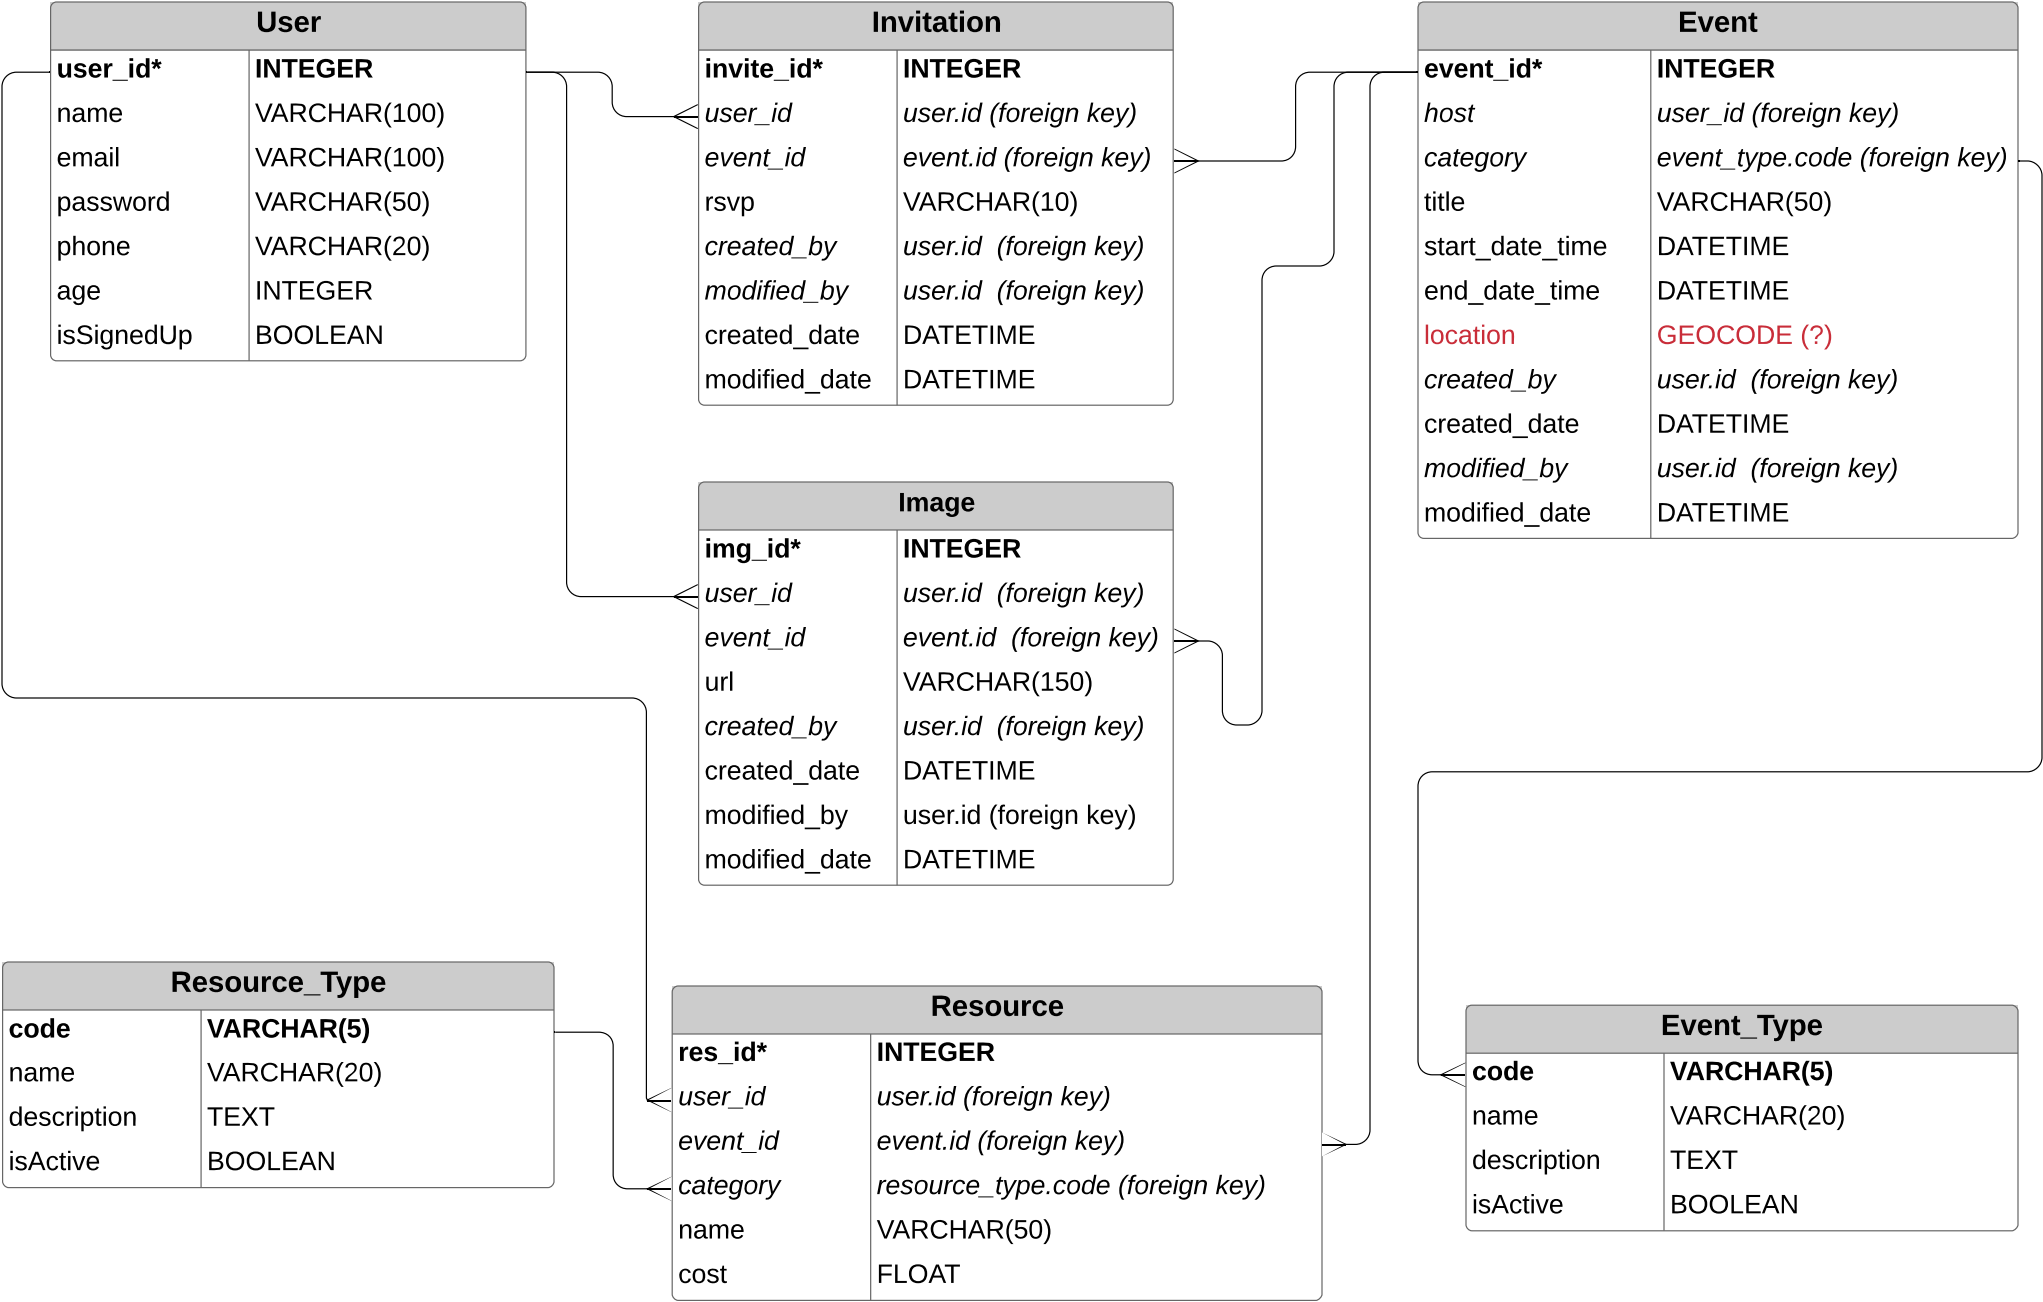 User
user_id* INTEGER
name VARCHAR(100)
email VARCHAR(100)
password VARCHAR(50)
phone VARCHAR(20)
age INTEGER
isSignedUp BOOLEAN
Invitation
invite_id* INTEGER
user_id user.id (foreign key)
event_id event.id (foreign key)
rsvp VARCHAR(10)
created_by user.id (foreign key)
modified_by user.id (foreign key)
created_date DATETIME
modified_date DATETIME
Event
event_id* INTEGER
host user_id (foreign key)
category event_type.code (foreign key)
title VARCHAR(50)
start_date_time DATETIME
end_date_time DATETIME
location GEOCODE (?)
created_by user.id (foreign key)
created_date DATETIME
modified_by user.id (foreign key)
modified_date DATETIME
Image
img_id* INTEGER
user_id user.id (foreign key)
event_id event.id (foreign key)
url VARCHAR(150)
created_by user.id (foreign key)
created_date DATETIME
modified_by user.id (foreign key)
modified_date DATETIME
Resource_Type
code VARCHAR(5)
name VARCHAR(20)
description TEXT
isActive BOOLEAN
Resource
res_id* INTEGER
user_id user.id (foreign key)
event_id event.id (foreign key)
category resource_type.code (foreign key)
name VARCHAR(50)
cost FLOAT
Event_Type
code VARCHAR(5)
name VARCHAR(20)
description TEXT
isActive BOOLEAN